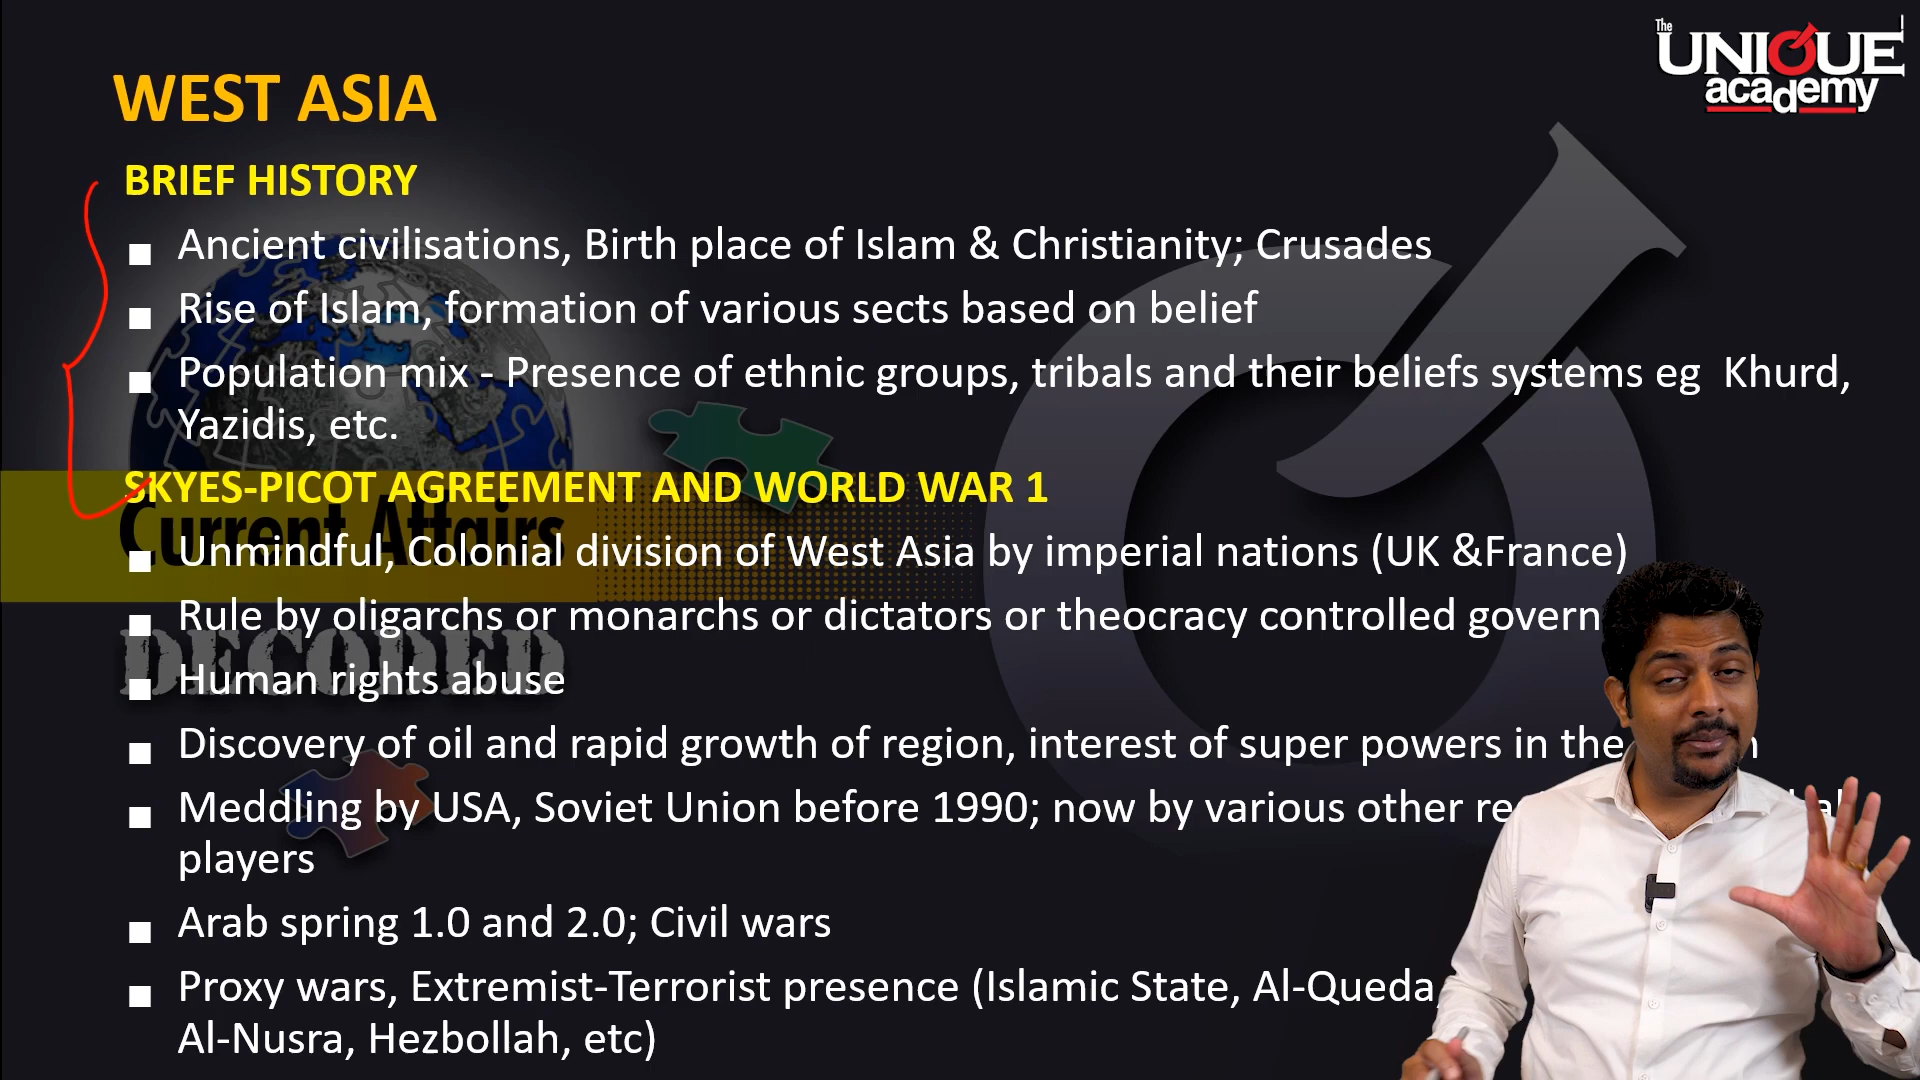 The
UNIQUE
academy
WEST ASIA
BRIEF HISTORY
Ancient civilisations, Birth place of Islam & Christianity; Crusades
Rise of Islam, formation of various sects based on belief
Population mix - Presence of ethnic groups, tribals and their beliefs systems eg Khurd,
Yazidis, etc.
SKYES-PICOT AGREEMENT AND WORLD WAR 1
Current Affairs
Unmindful, Colonial division of West Asia by imperial nations (UK &France)
Rule by oligarchs or monarchs or dictators or theocracy controlled govern
DECODED
Human rights abuse
Discovery of oil and rapid growth of region, interest of super powers in the
Meddling by USA, Soviet Union before 1990; now by various other
players
Arab spring 1.0 and 2.0; Civil wars
Proxy wars, Extremist-Terrorist presence (Islamic State, Al-Queda,
Al-Nusra, Hezbollah, etc)